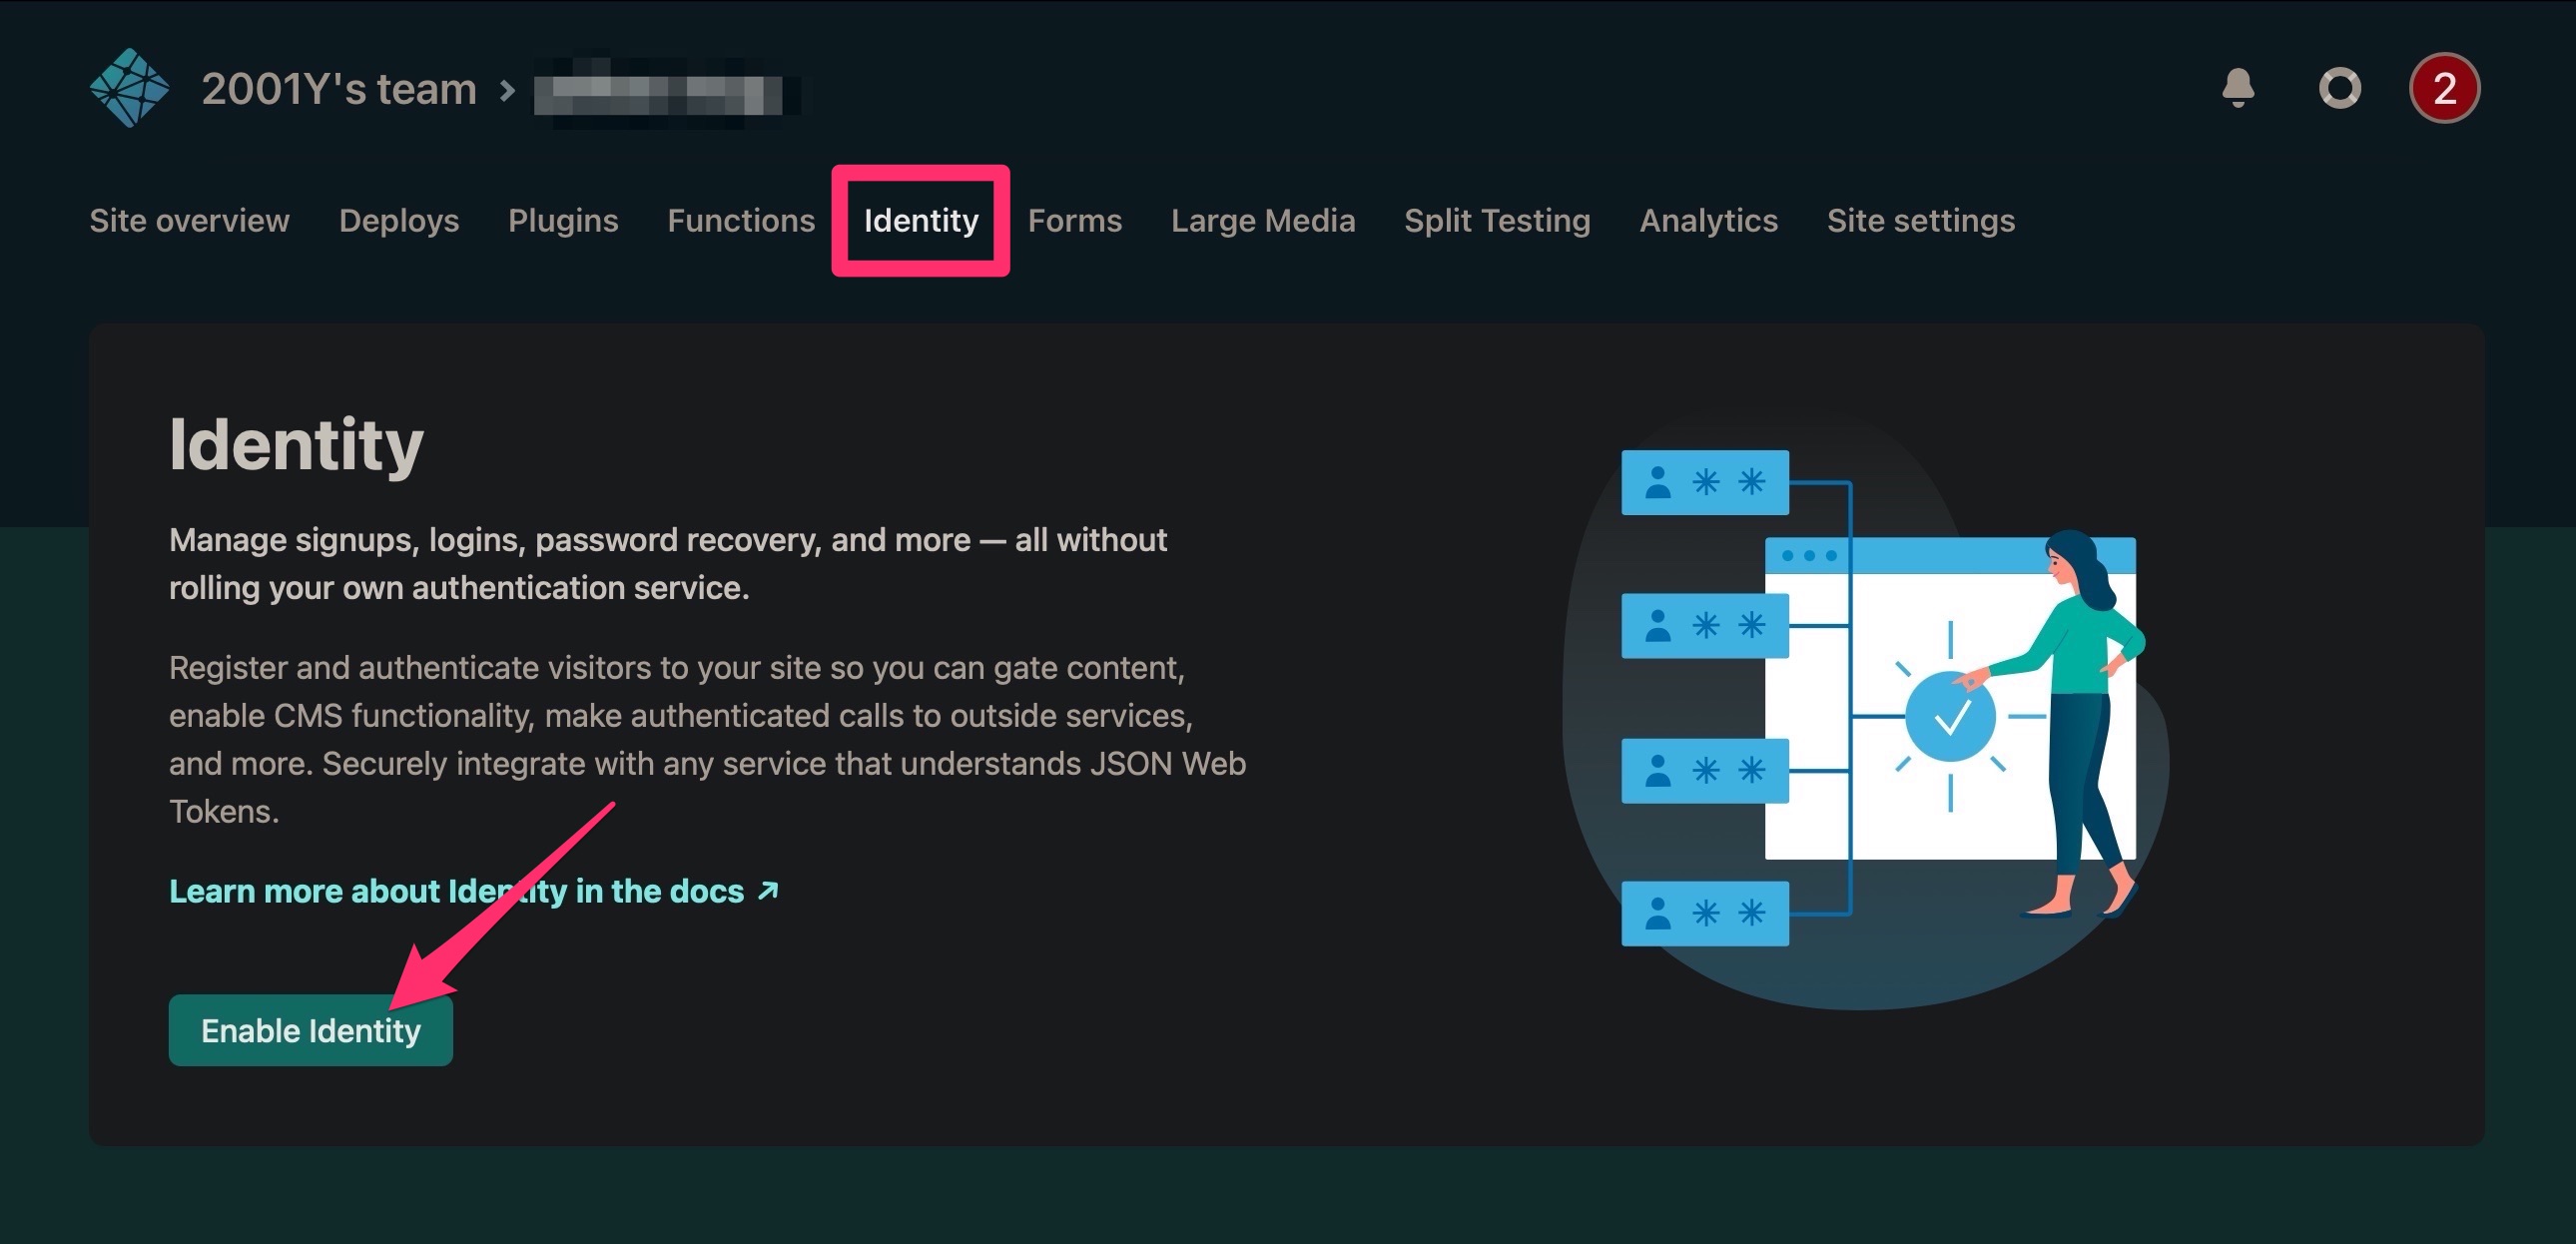 2001Y's team
2
Site overview Deploys Plugins Functions Identity Forms Large Media Split Testing Analytics Site settings
Identity
Manage signups, logins, password recovery, and more — all without
rolling your own authentication service.
Register and authenticate visitors to your site so you can gate content,
enable CMS functionality, make authenticated calls to outside services,
and more. Securely integrate with any service that understands JSON Web
Tokens.
Learn more about Identity in the docs
Enable Identity